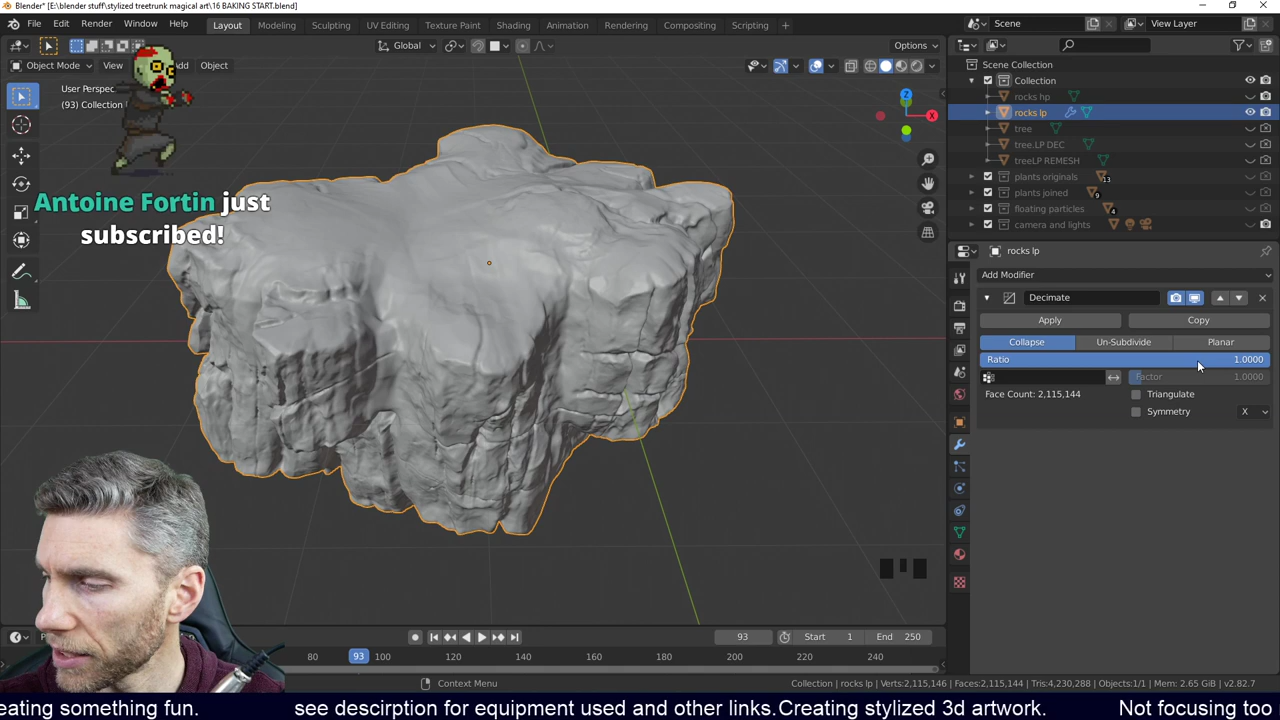 Blender* [E:\blender stuff\stylized treetrunk magical art\16 BAKING START.blend]
File Edit Render Window Help Layout Modeling Sculpting UV Editing Texture Paint Shading Animation Rendering Compositing Scripting + Scene View Layer
Global Options
Object Mode View Add Object
User Perspe
(93) Collection
Antoine Fortin just
subscribed!
Scene Collection
Collection
rocks hp
rocks lp
tree
tree.LP DEC
treeLP REMESH
plants originals 13
plants joined 9
floating particles 4
camera and lights
rocks lp
Add Modifier
Decimate
Apply Copy
Collapse Un-Subdivide Planar
Ratio 1.0000
Factor 1.0000
Face Count: 2,115,144 Triangulate
Symmetry X
Z
X
93 Start 1 End 250
80 93 100 120 140 160 180 200 220 240
Context Menu
Collection | rocks lp | Verts:2,115,146 | Faces:2,115,144 | Tris:4,230,288 | Objects:1/1 | Mem: 2.65 GiB | v2.82.7
eating something fun. see descirption for equipment used and other links.Creating stylized 3d artwork. Not focusing too